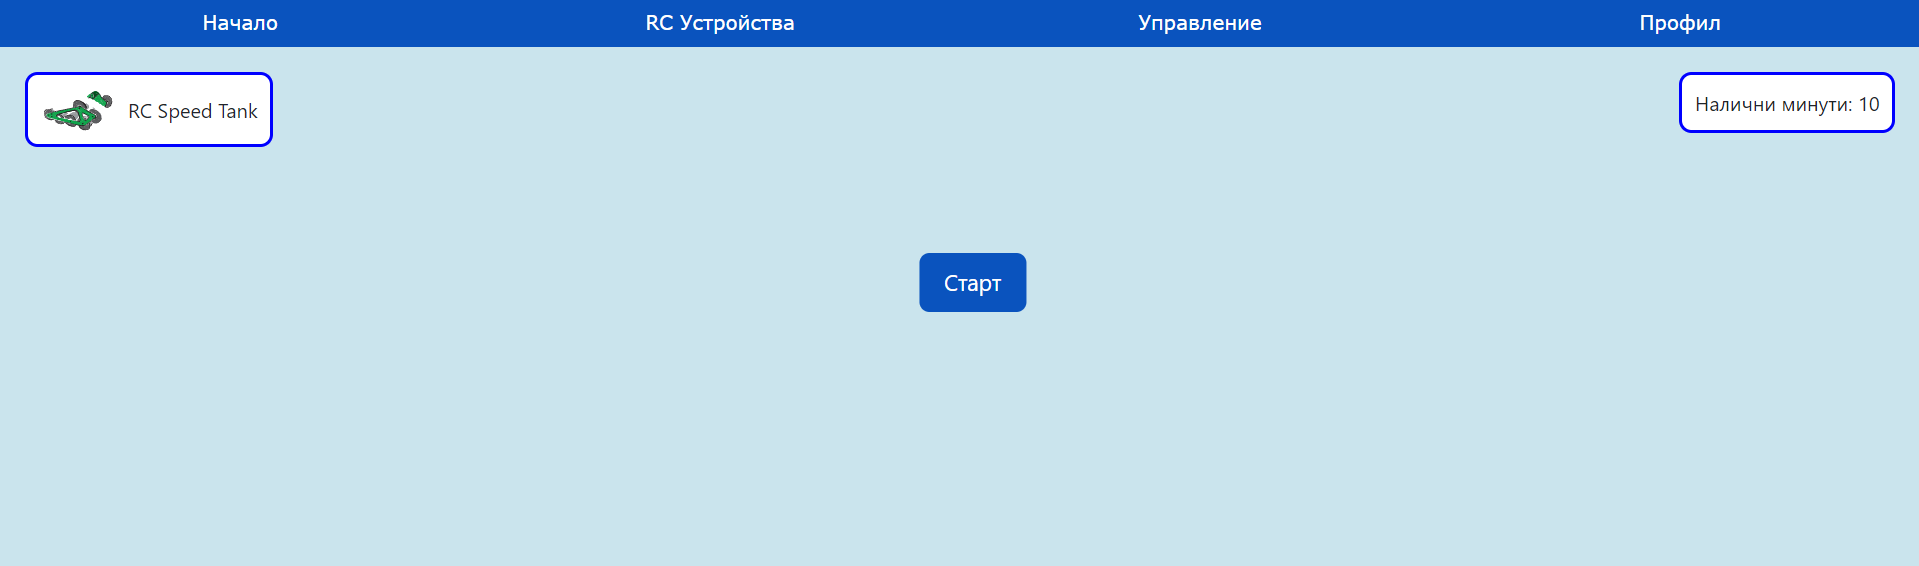 Начало
RC Устройства
Управление
Профил
RC Speed Tank
Налични минути: 10
Старт